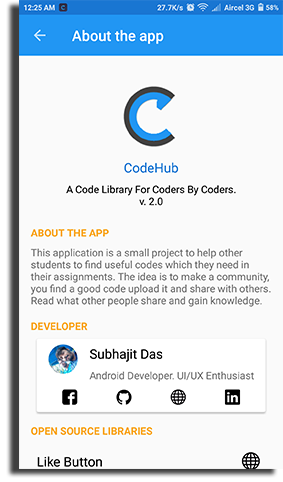 12:25 AM 27.7K/s Aircel 3G 58%
About the app
CodeHub
A Code Library For Coders By Coders.
v. 2.0
ABOUT THE APP
This application is a small project to help other
students to find useful codes which they need in
their assignments. The idea is to make a community,
you find a good code upload it and share with others.
Read what other people share and gain knowledge.
DEVELOPER
Subhajit Das
Android Developer. UI/UX Enthusiast
OPEN SOURCE LIBRARIES
Like Button